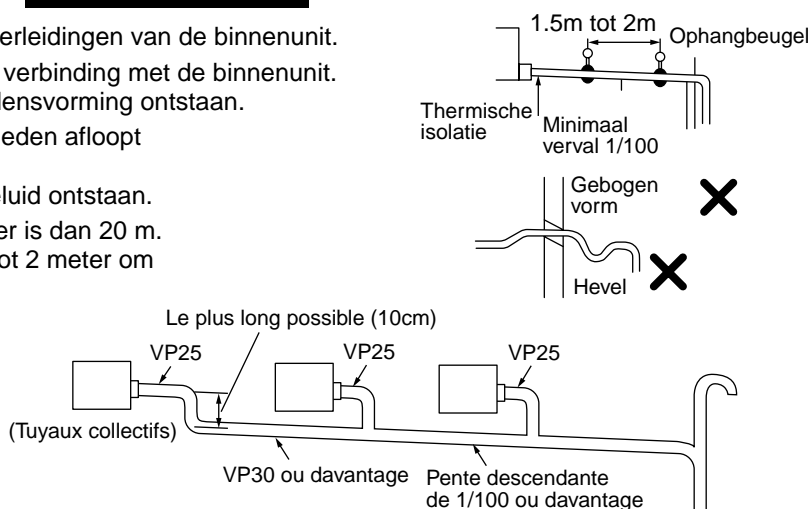 erleidingen van de binnenunit.
verbinding met de binnenunit.
densvorming ontstaan.
eden afloopt
eluid ontstaan.
er is dan 20 m.
ot 2 meter om
1.5m tot 2m
Ophangbeugel
Thermische
isolatie
Minimaal
verval 1/100
Gebogen
vorm
Hevel
Le plus long possible (10cm)
VP25
VP25
VP25
(Tuyaux collectifs)
VP30 ou davantage
Pente descendante
de 1/100 ou davantage